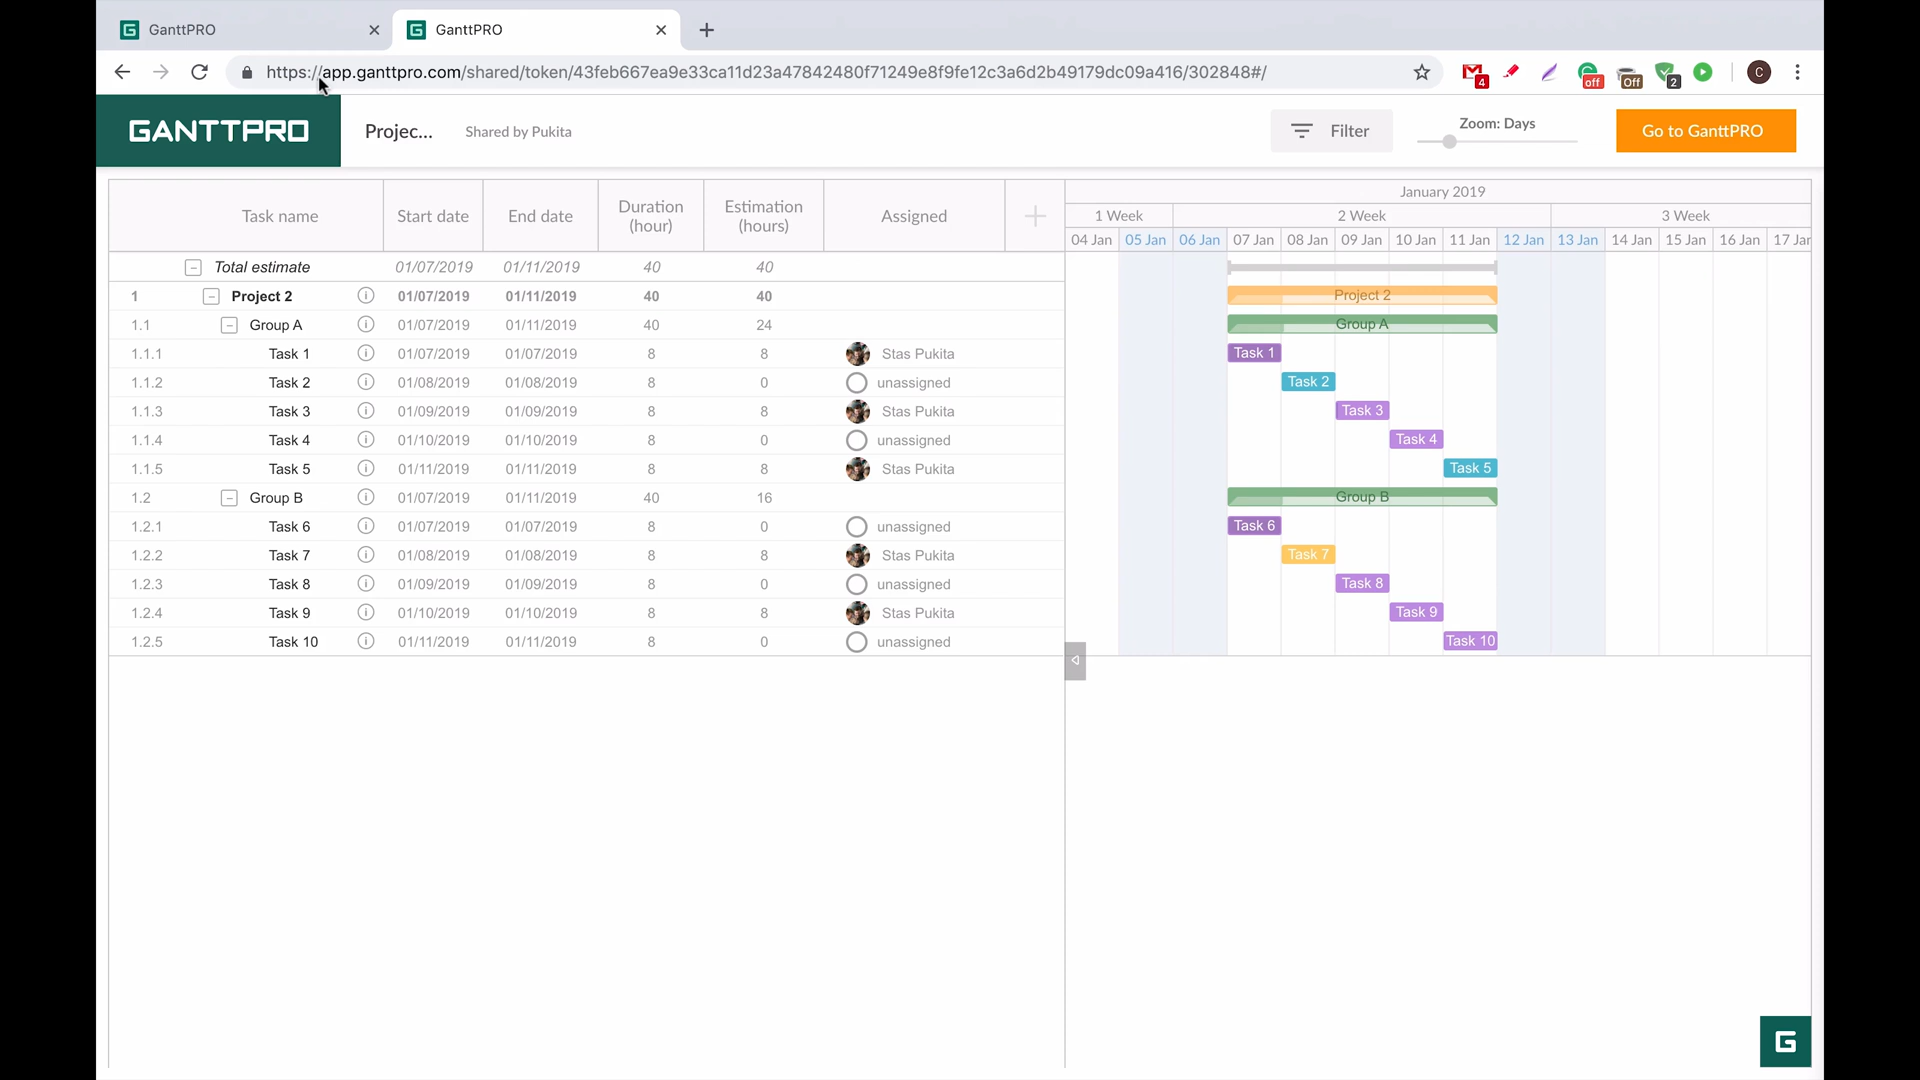 GanttPRO
GanttPRO
https://app.ganttpro.com/shared/token/43feb667ea9e33ca11d23a47842480f71249e8f9fe12c3a6d2b49179dc09a416/302848#/
4
off
Off
2
C
GANTTPRO
Projec...
Shared by Pukita
Filter
Zoom: Days
Go to GanttPRO
Task name Start date End date Duration (hour) Estimation (hours) Assigned
January 2019
1 Week 2 Week 3 Week
04 Jan 05 Jan 06 Jan 07 Jan 08 Jan 09 Jan 10 Jan 11 Jan 12 Jan 13 Jan 14 Jan 15 Jan 16 Jan 17 Jar
Total estimate 01/07/2019 01/11/2019 40 40
1 Project 2 01/07/2019 01/11/2019 40 40 Project 2
1.1 Group A 01/07/2019 01/11/2019 40 24 Group A
1.1.1 Task 1 01/07/2019 01/07/2019 8 8 Stas Pukita Task 1
1.1.2 Task 2 01/08/2019 01/08/2019 8 0 unassigned Task 2
1.1.3 Task 3 01/09/2019 01/09/2019 8 8 Stas Pukita Task 3
1.1.4 Task 4 01/10/2019 01/10/2019 8 0 unassigned Task 4
1.1.5 Task 5 01/11/2019 01/11/2019 8 8 Stas Pukita Task 5
1.2 Group B 01/07/2019 01/11/2019 40 16 Group B
1.2.1 Task 6 01/07/2019 01/07/2019 8 0 unassigned Task 6
1.2.2 Task 7 01/08/2019 01/08/2019 8 8 Stas Pukita Task 7
1.2.3 Task 8 01/09/2019 01/09/2019 8 0 unassigned Task 8
1.2.4 Task 9 01/10/2019 01/10/2019 8 8 Stas Pukita Task 9
1.2.5 Task 10 01/11/2019 01/11/2019 8 0 unassigned Task 10
G